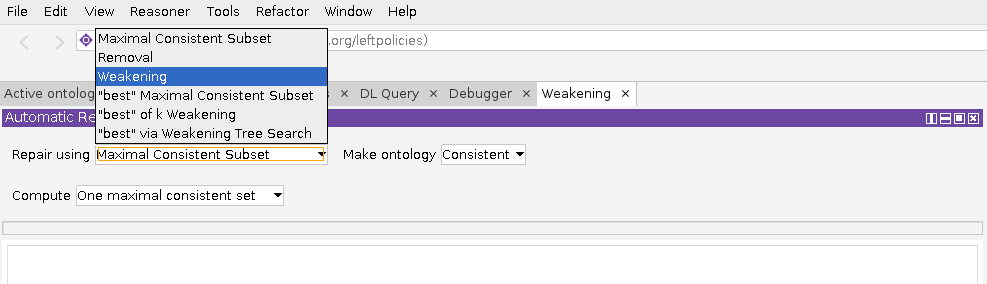 File Edit View Reasoner Tools Refactor Window Help
Maximal Consistent Subset
.org/leftpolicies)
Removal
Weakening
"best" Maximal Consistent Subset
"best" of k Weakening
"best" via Weakening Tree Search
Active ontolog s × DL Query × Debugger × Weakening ×
Automatic Re
Repair using Maximal Consistent Subset Make ontology Consistent
Compute One maximal consistent set